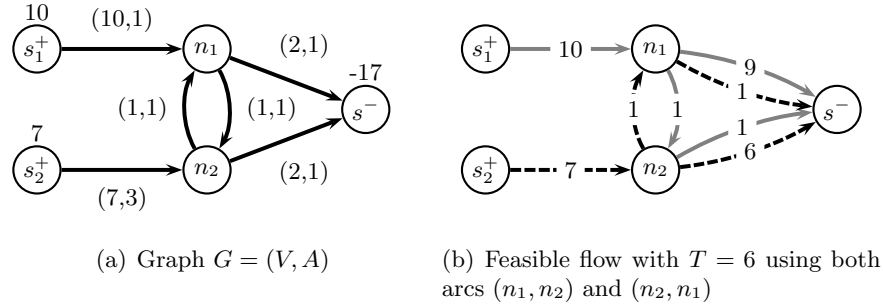 10
s₁⁺
(10,1)
n₁
(2,1)
-17
s⁻
(1,1)
(1,1)
7
s₂⁺
(7,3)
n₂
(2,1)
(a) Graph G = (V, A)
s₁⁺
10
n₁
9
1
s⁻
1
1
1
6
s₂⁺
7
n₂
(b) Feasible flow with T = 6 using both
arcs (n₁, n₂) and (n₂, n₁)